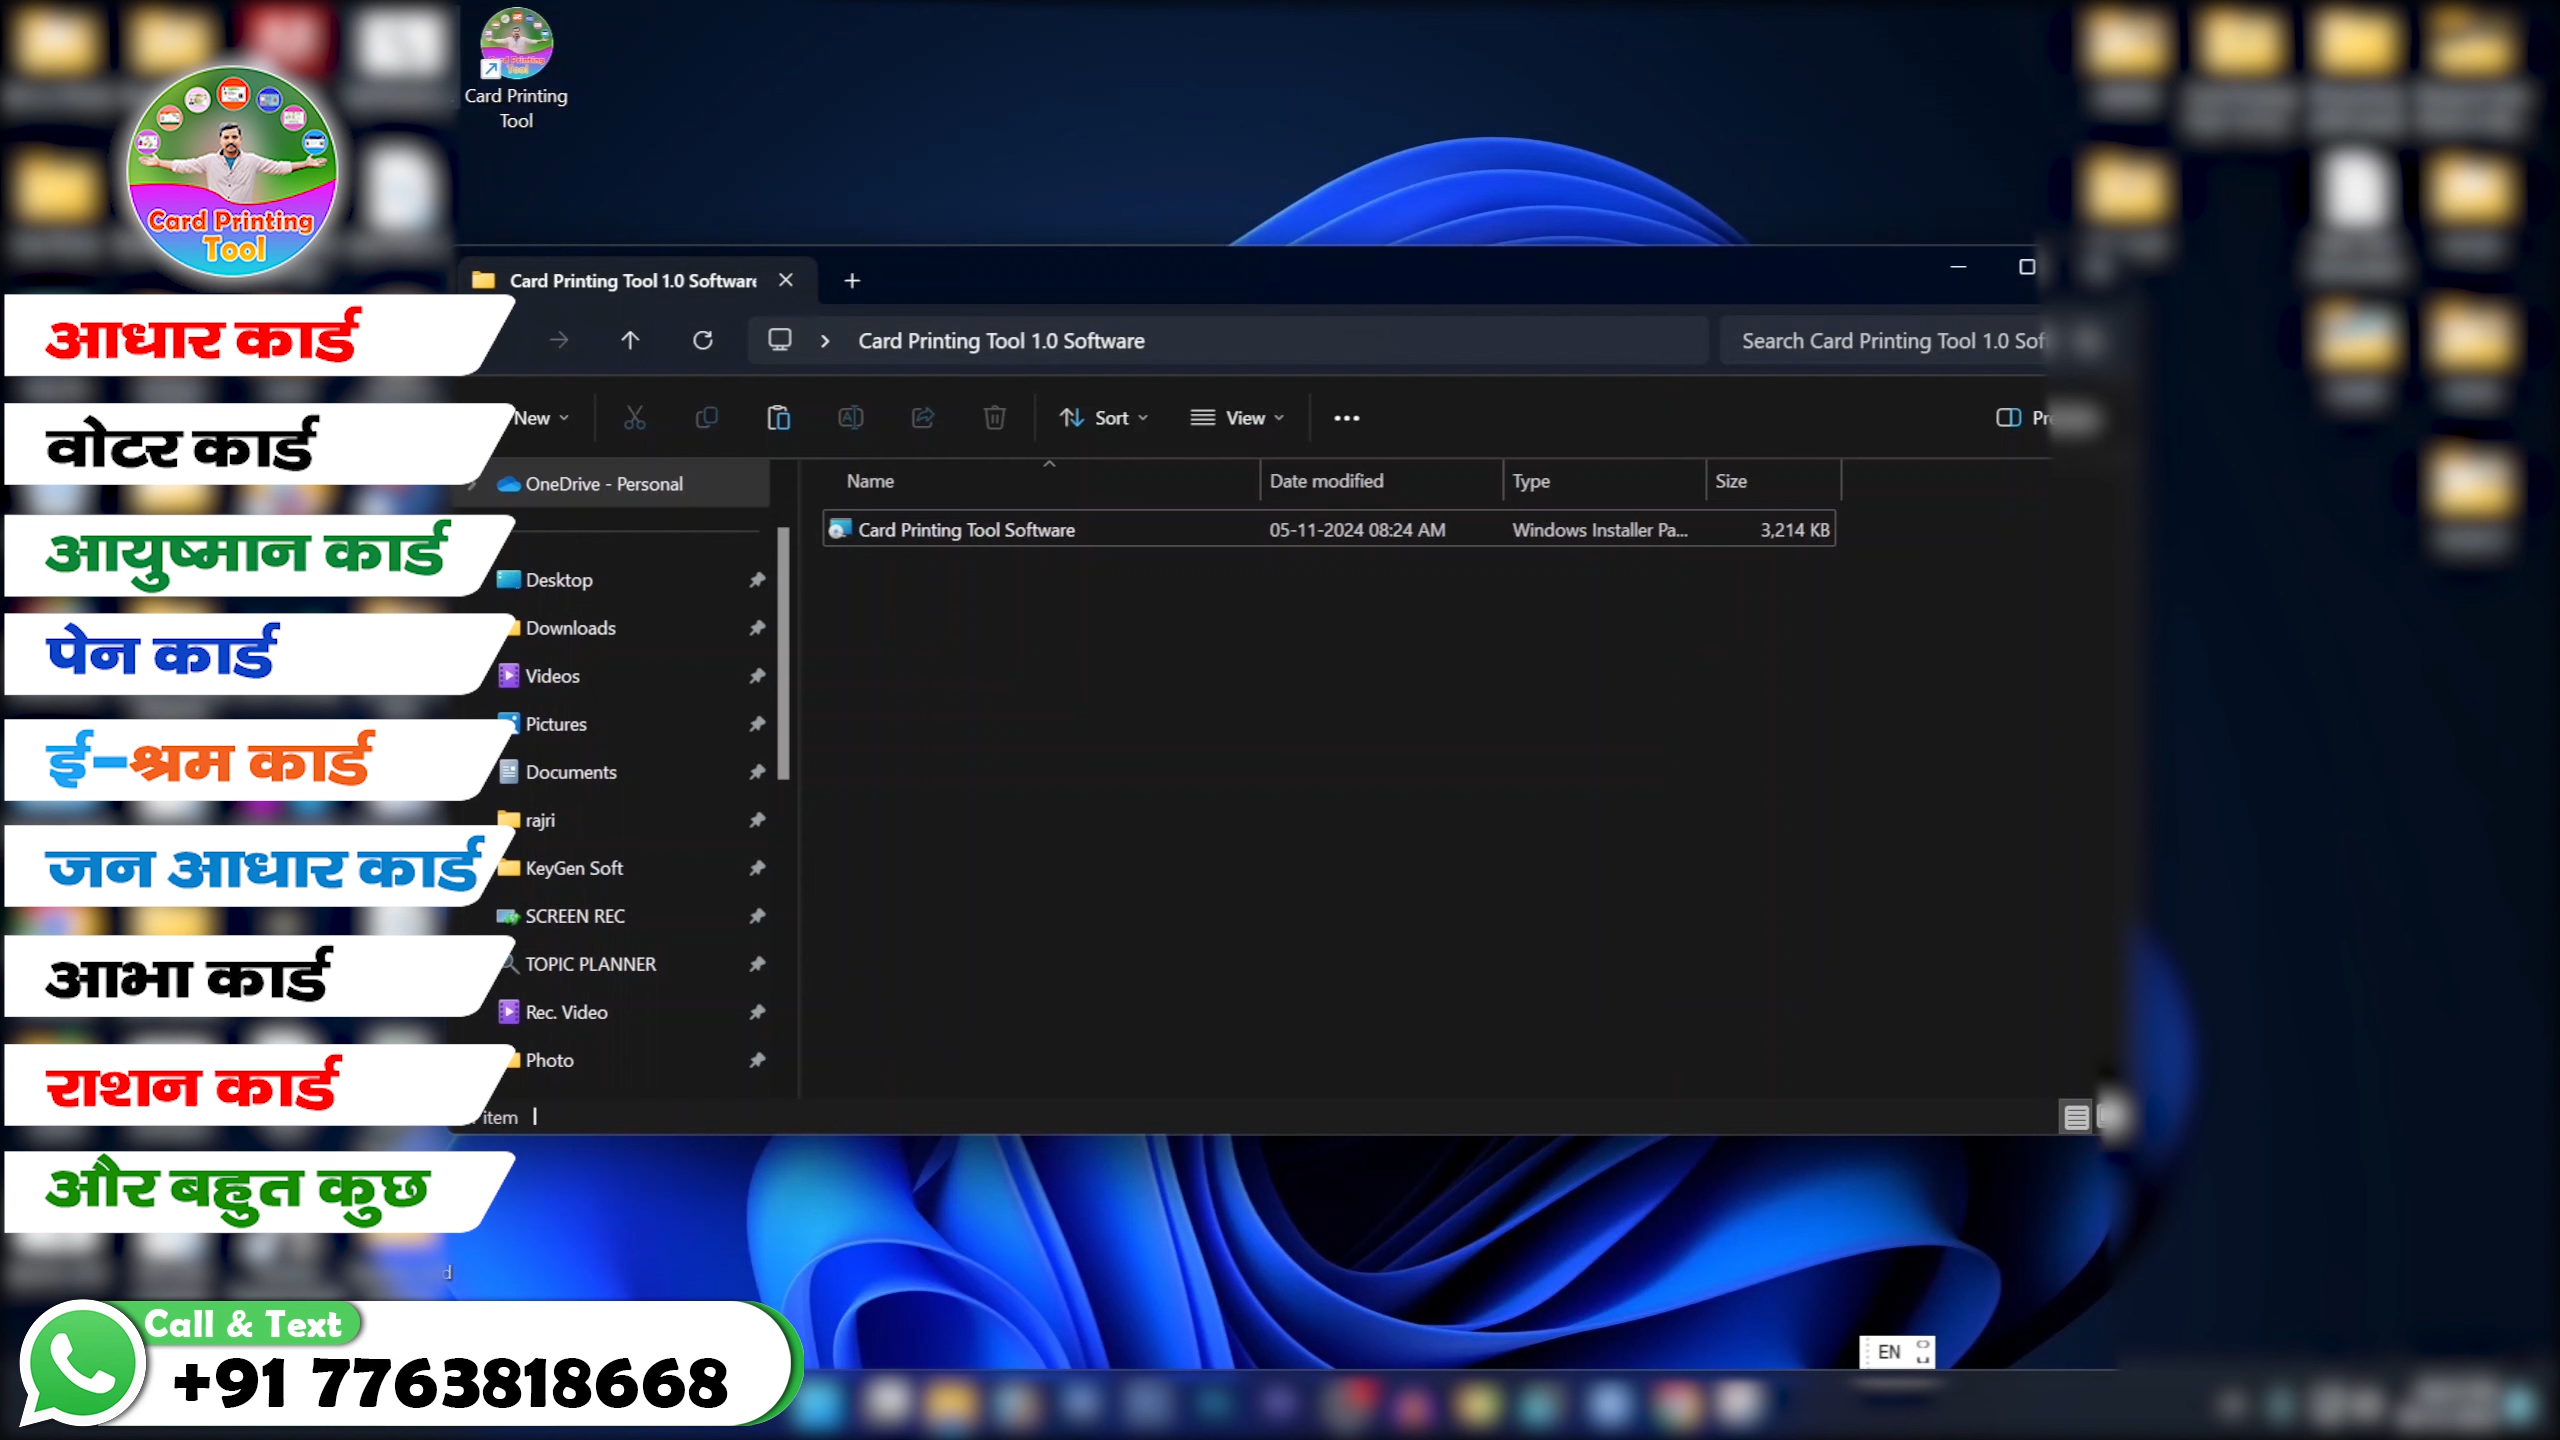 Card Printing
Tool
Card Printing
Tool
आधार कार्ड
वोटर कार्ड
आयुष्मान कार्ड
पेन कार्ड
ई-श्रम कार्ड
जन आधार कार्ड
आभा कार्ड
राशन कार्ड
और बहुत कुछ
Call & Text
+91 7763818668
Card Printing Tool 1.0 Software
Card Printing Tool 1.0 Software
Search Card Printing Tool 1.0 Sof
New
Sort
View
Pr
OneDrive - Personal
Desktop
Downloads
Videos
Pictures
Documents
rajri
KeyGen Soft
SCREEN REC
TOPIC PLANNER
Rec. Video
Photo
Name Date modified Type Size
Card Printing Tool Software 05-11-2024 08:24 AM Windows Installer Pa... 3,214 KB
item
d
EN